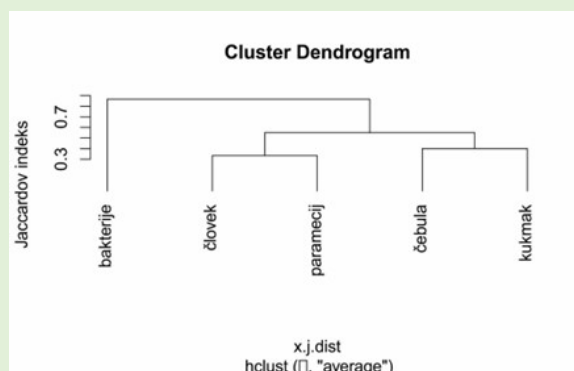 Cluster Dendrogram
Jaccardov indeks
0.7
0.3
bakterije
človek
paramecij
čebula
kukmak
x.j.dist
hclust (▯, "average")